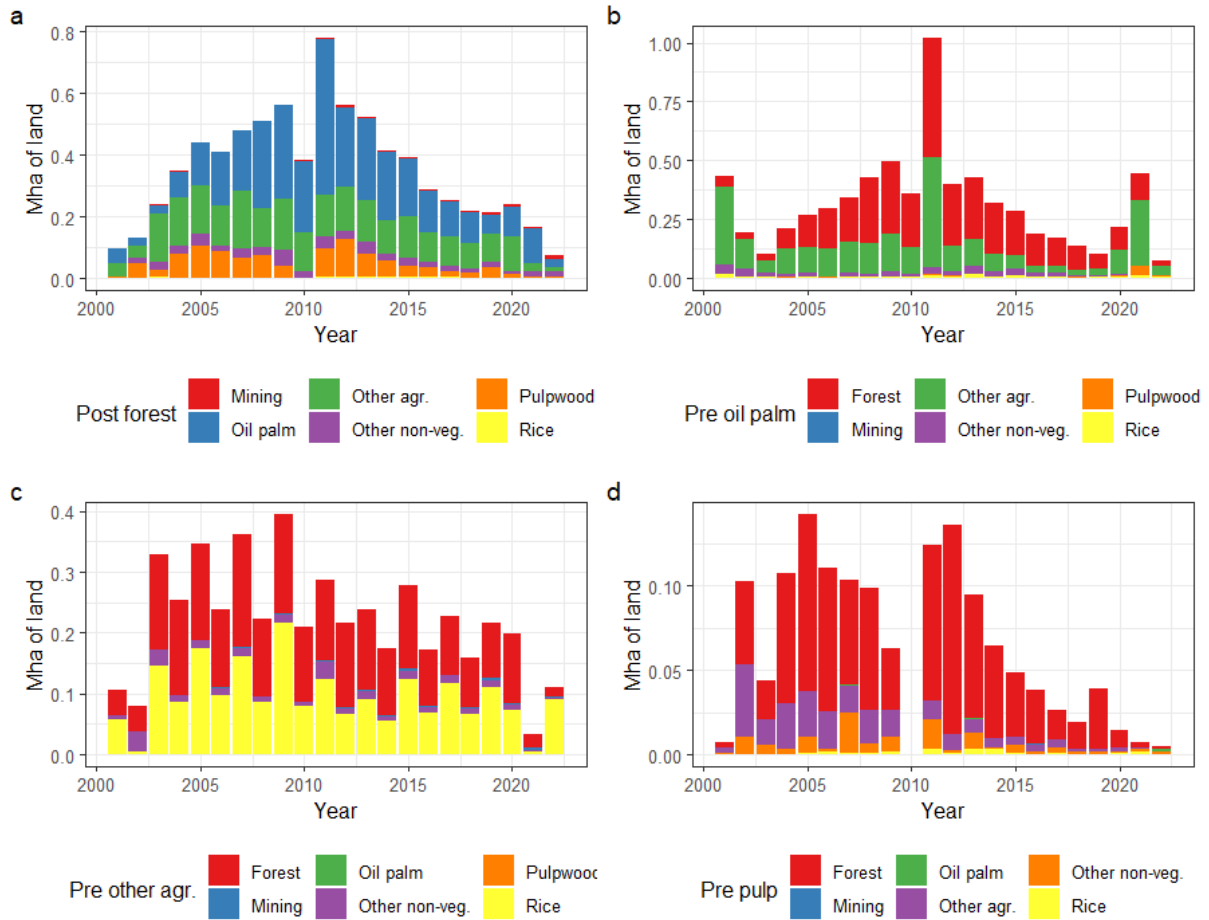 a
Mha of land
0.8
0.6
0.4
0.2
0.0
2000 2005 2010 2015 2020
Year
Post forest
Mining Other agr. Pulpwood
Oil palm Other non-veg. Rice
b
Mha of land
1.00
0.75
0.50
0.25
0.00
2000 2005 2010 2015 2020
Year
Pre oil palm
Forest Other agr. Pulpwood
Mining Other non-veg. Rice
c
Mha of land
0.4
0.3
0.2
0.1
0.0
2000 2005 2010 2015 2020
Year
Pre other agr.
Forest Oil palm Pulpwood
Mining Other non-veg. Rice
d
Mha of land
0.10
0.05
0.00
2000 2005 2010 2015 2020
Year
Pre pulp
Forest Oil palm Other non-veg.
Mining Other agr. Rice